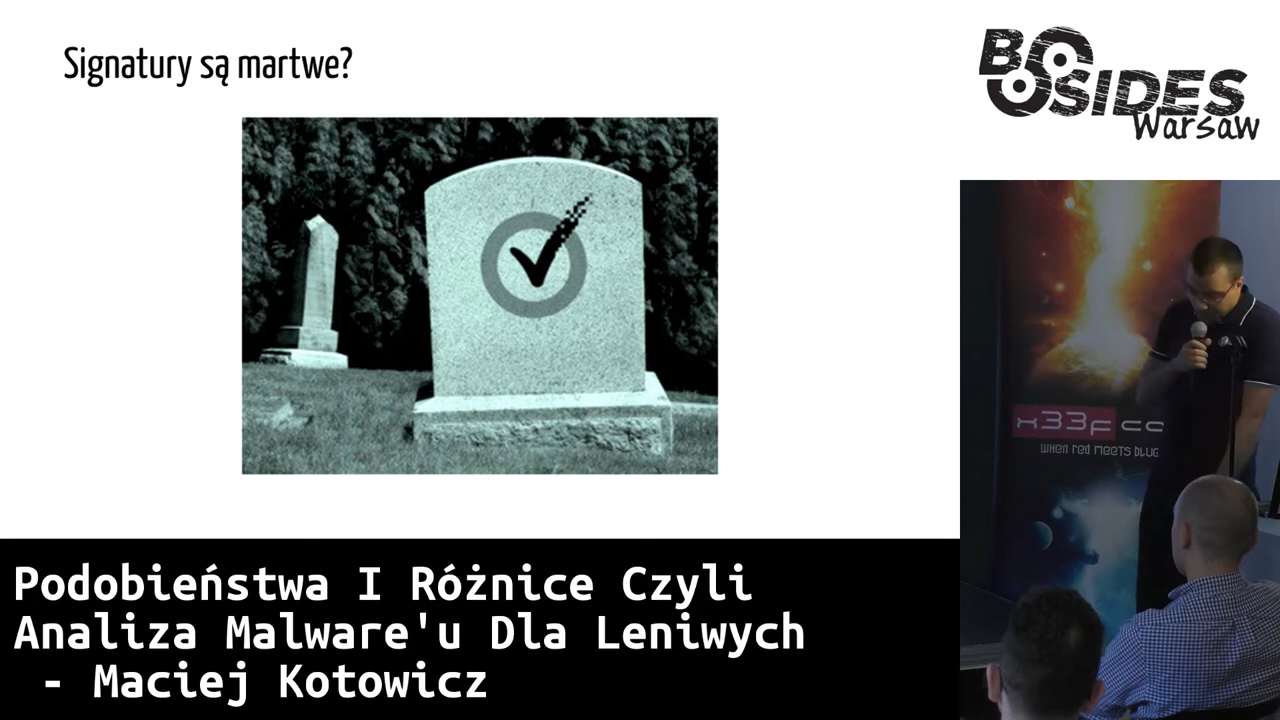 Signatury są martwe?
BSIDES
Warsaw
x33fcc
WHEN RED MEETS BLUE
Podobieństwa I Różnice Czyli
Analiza Malware'u Dla Leniwych
- Maciej Kotowicz